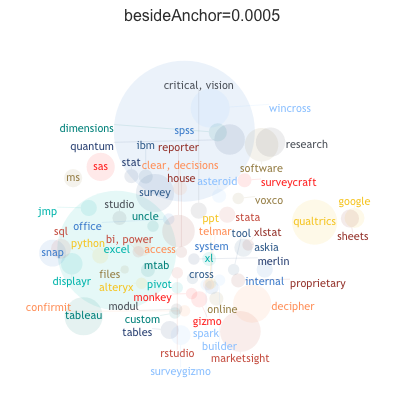 besideAnchor=0.0005
critical, vision
wincross
dimensions
spss
quantum
ibm
reporter
research
sas
stat
clear, decisions
software
ms
house
asteroid
surveycraft
survey
voxco
google
jmp
studio
uncle
ppt
stata
qualtrics
sql
office
telmar
tool
xlstat
sheets
python
bi, power
snap
excel
access
system
askia
xl
merlin
mtab
displayr
files
cross
internal
proprietary
alteryx
pivot
confirmit
modul
monkey
online
decipher
tableau
custom
gizmo
tables
spark
builder
marketsight
rstudio
surveygizmo